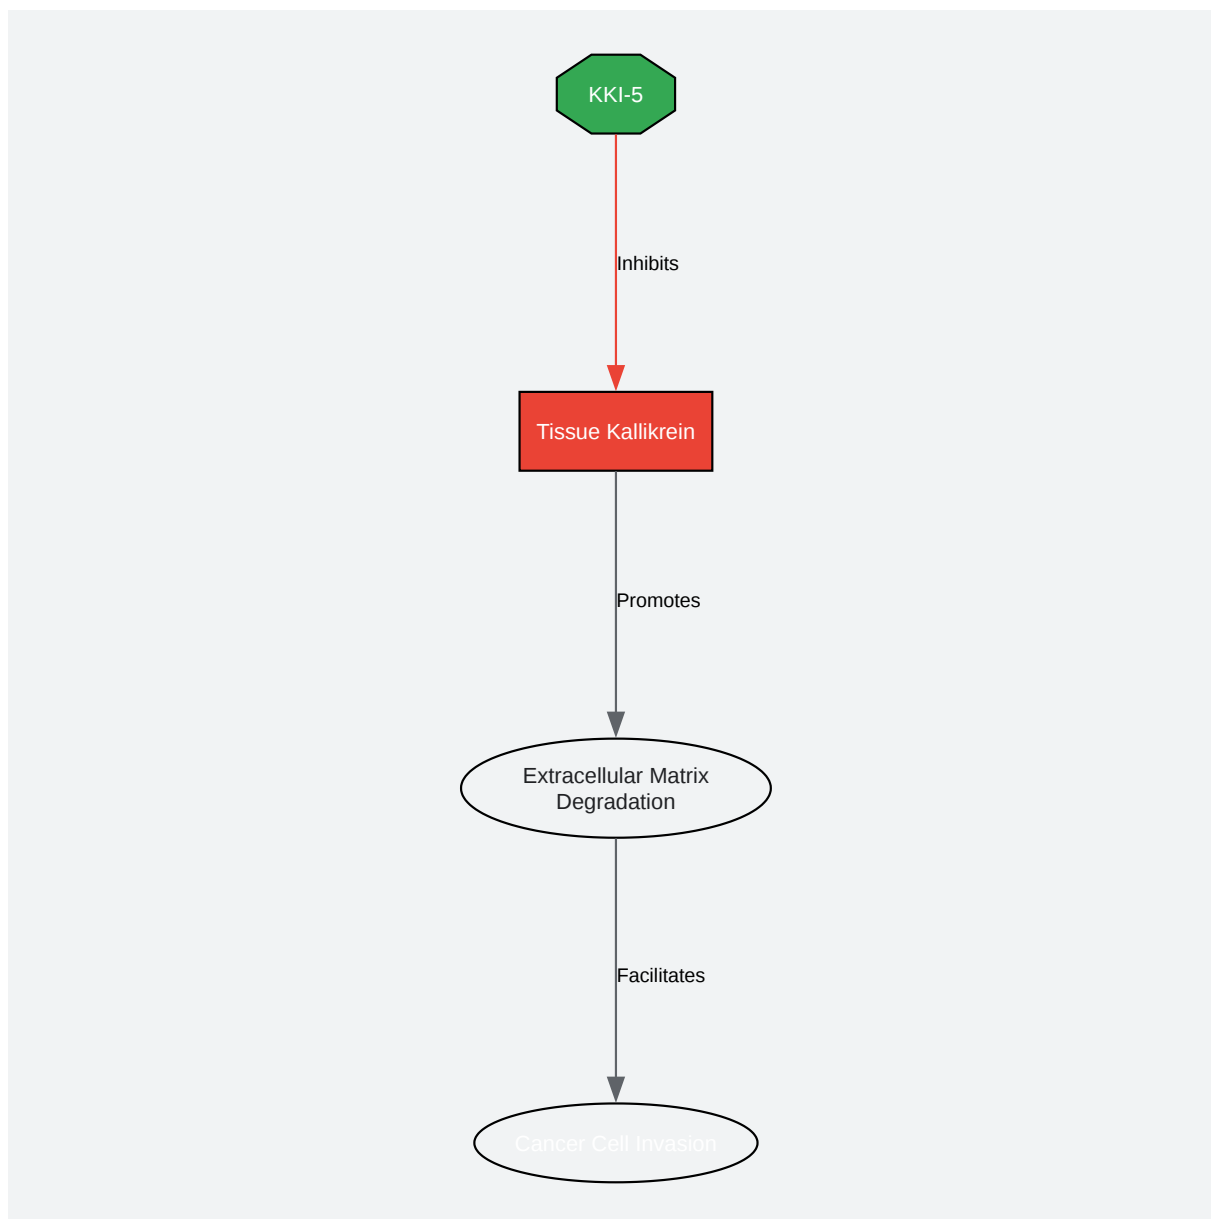 KKI-5
Inhibits
Tissue Kallikrein
Promotes
Extracellular Matrix
Degradation
Facilitates
Cancer Cell Invasion